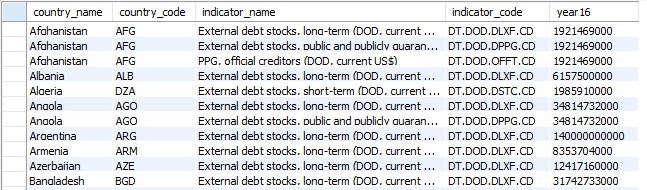 country_name country_code indicator_name indicator_code year16
Afghanistan AFG External debt stocks, long-term (DOD, current ... DT.DOD.DLXF.CD 1921469000
Afghanistan AFG External debt stocks, public and publicly guaran... DT.DOD.DPPG.CD 1921469000
Afghanistan AFG PPG, official creditors (DOD, current US$) DT.DOD.OFFT.CD 1921469000
Albania ALB External debt stocks, long-term (DOD, current ... DT.DOD.DLXF.CD 6157500000
Algeria DZA External debt stocks, short-term (DOD, current ... DT.DOD.DSTC.CD 1985910000
Angola AGO External debt stocks, long-term (DOD, current ... DT.DOD.DLXF.CD 34814732000
Angola AGO External debt stocks, public and publicly guaran... DT.DOD.DPPG.CD 34814732000
Argentina ARG External debt stocks, long-term (DOD, current ... DT.DOD.DLXF.CD 140000000000
Armenia ARM External debt stocks, long-term (DOD, current ... DT.DOD.DLXF.CD 8353704000
Azerbaijan AZE External debt stocks, long-term (DOD, current ... DT.DOD.DLXF.CD 12417160000
Bangladesh BGD External debt stocks, long-term (DOD, current ... DT.DOD.DLXF.CD 31742733000